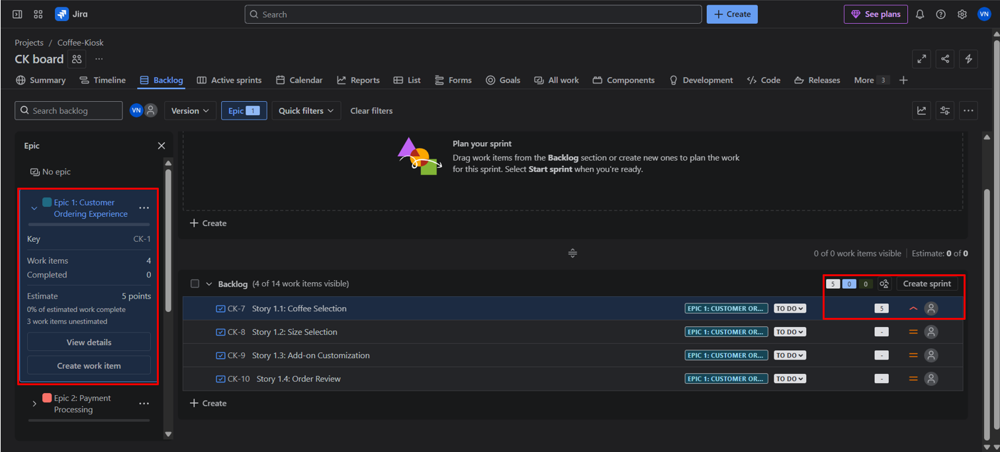 Jira
Search
Create
See plans
VN
Projects / Coffee-Kiosk
CK board
Summary
Timeline
Backlog
Active sprints
Calendar
Reports
List
Forms
Goals
All work
Components
Development
Code
Releases
More 3
Search backlog
VN
Version
Epic 1
Quick filters
Clear filters
Epic
No epic
Epic 1: Customer
Ordering Experience
Key CK-1
Work items 4
Completed 0
Estimate 5 points
0% of estimated work complete
3 work items unestimated
View details
Create work item
Epic 2: Payment
Processing
Plan your sprint
Drag work items from the Backlog section or create new ones to plan the work
for this sprint. Select Start sprint when you're ready.
Create
0 of 0 work items visible Estimate: 0 of 0
Backlog (4 of 14 work items visible) 5 0 0 Create sprint
CK-7 Story 1.1: Coffee Selection EPIC 1: CUSTOMER OR... TO DO 5
CK-8 Story 1.2: Size Selection EPIC 1: CUSTOMER OR... TO DO -
CK-9 Story 1.3: Add-on Customization EPIC 1: CUSTOMER OR... TO DO -
CK-10 Story 1.4: Order Review EPIC 1: CUSTOMER OR... TO DO -
Create